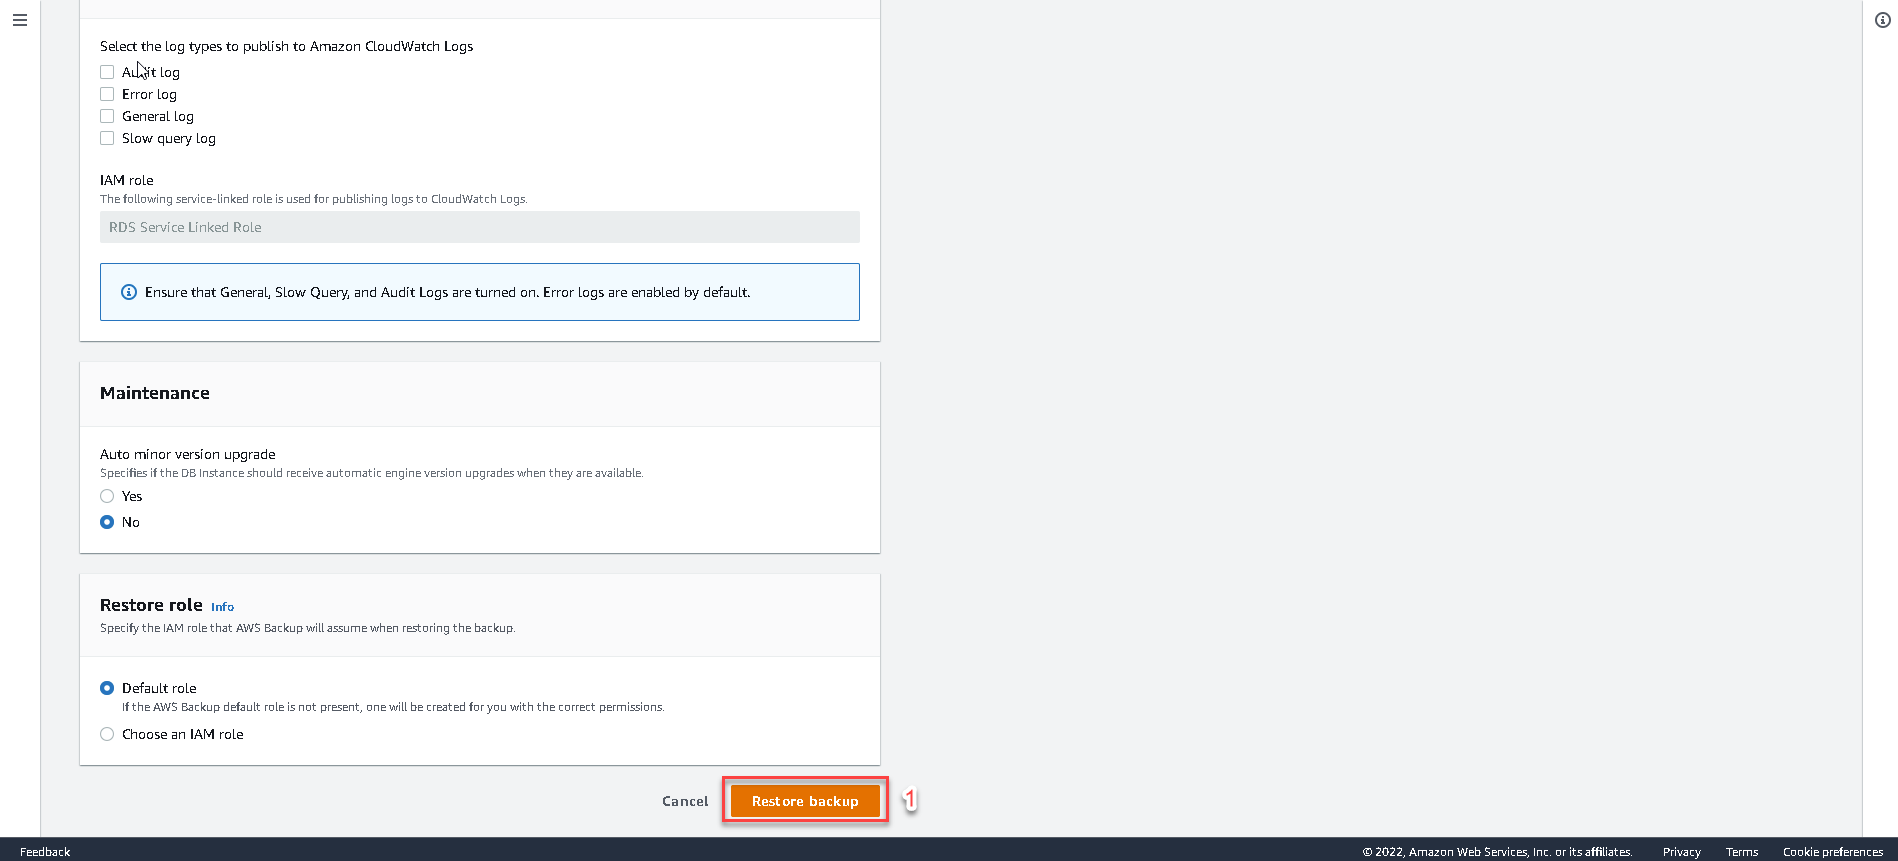 Select the log types to publish to Amazon CloudWatch Logs
Audit log
Error log
General log
Slow query log
IAM role
The following service-linked role is used for publishing logs to CloudWatch Logs.
RDS Service Linked Role
Ensure that General, Slow Query, and Audit Logs are turned on. Error logs are enabled by default.
Maintenance
Auto minor version upgrade
Specifies if the DB Instance should receive automatic engine version upgrades when they are available.
Yes
No
Restore role Info
Specify the IAM role that AWS Backup will assume when restoring the backup.
Default role
If the AWS Backup default role is not present, one will be created for you with the correct permissions.
Choose an IAM role
Cancel Restore backup 1
Feedback © 2022, Amazon Web Services, Inc. or its affiliates. Privacy Terms Cookie preferences